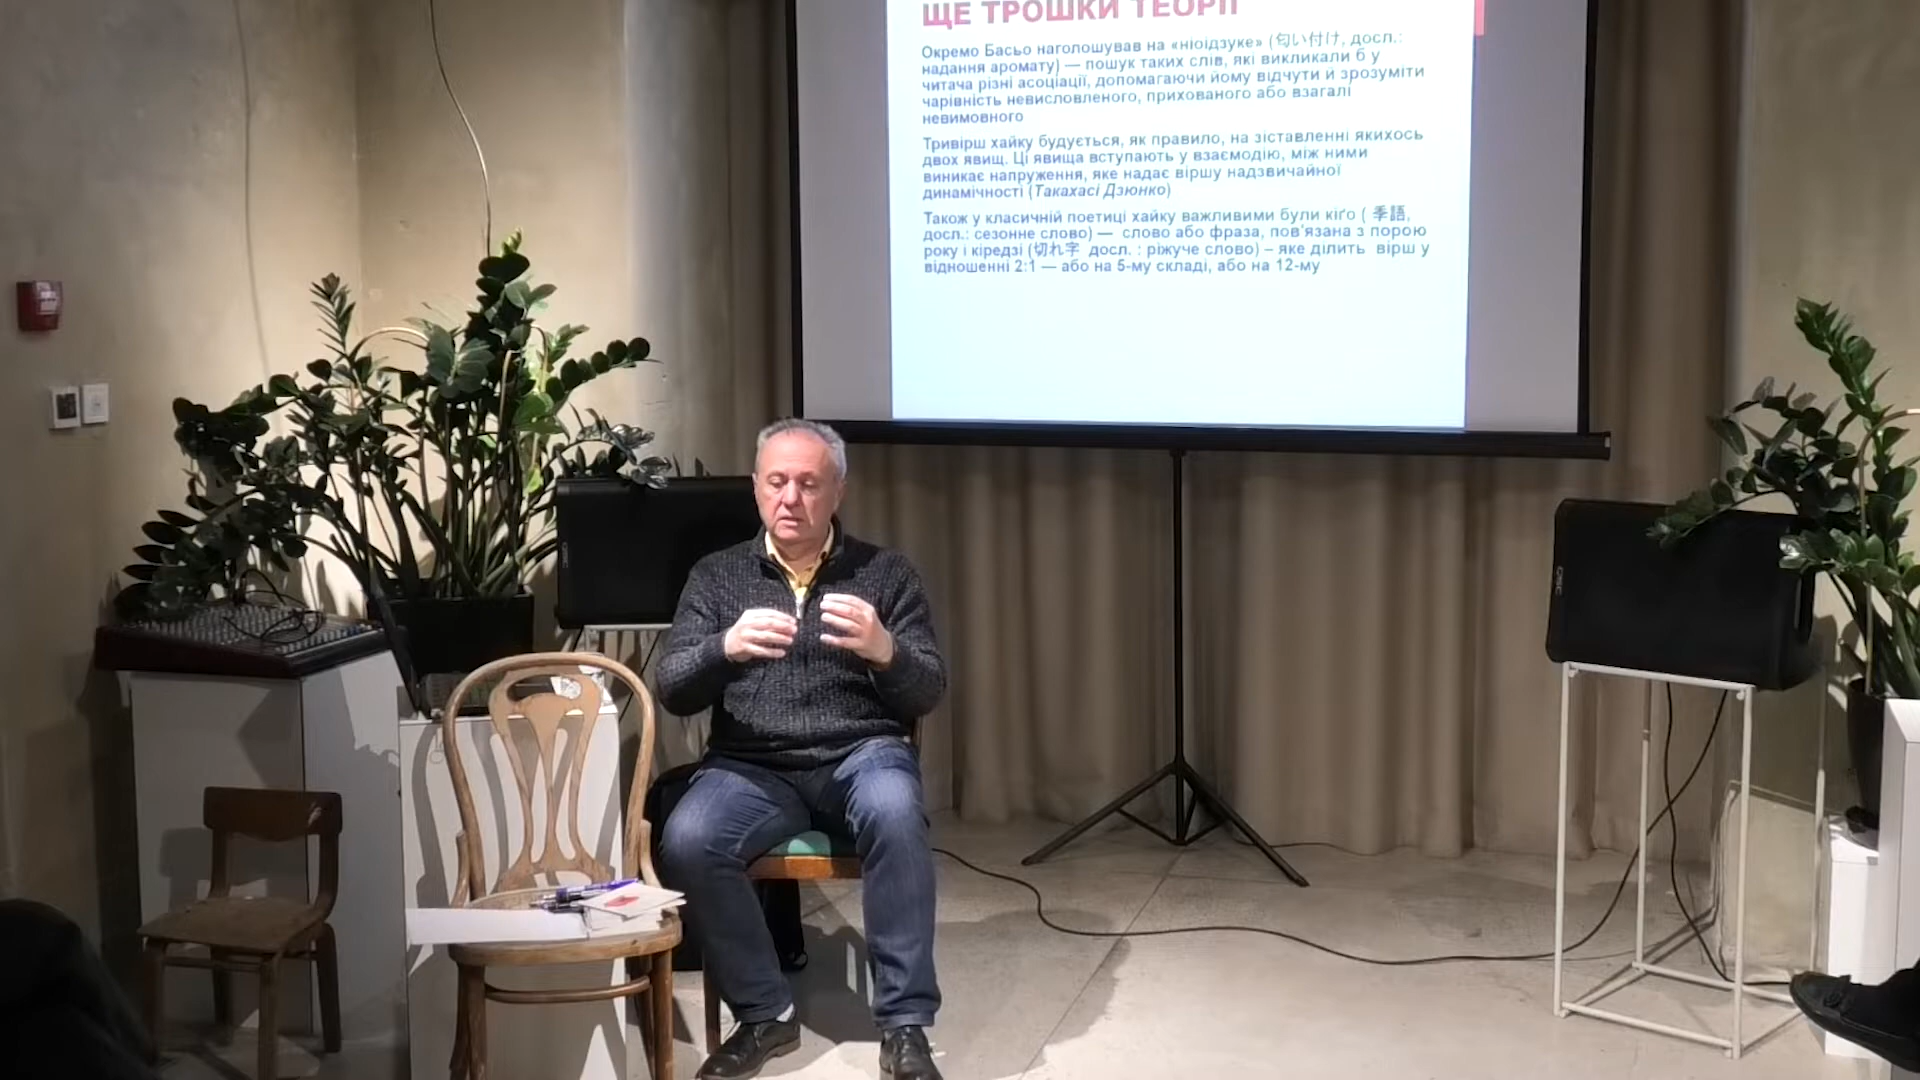 ЩЕ ТРОШКИ ТЕОРІЇ
Окремо Басьо наголошував на «ніоідзуке» (匂い付け, досл.:
надання аромату) — пошук таких слів, які викликали б у
читача різні асоціації, допомагаючи йому відчути й зрозуміти
чарівність невисловленого, прихованого або взагалі
невимовного
Тривірш хайку будується, як правило, на зіставленні якихось
двох явищ. Ці явища вступають у взаємодію, між ними
виникає напруження, яке надає віршу надзвичайної
динамічності (Такахасі Дзюнко)
Також у класичній поетиці хайку важливими були кіґо ( 季語,
досл.: сезонне слово) — слово або фраза, пов'язана з порою
року і кіредзі (切れ字 досл. : ріжуче слово) – яке ділить вірш у
відношенні 2:1 — або на 5-му складі, або на 12-му
QSC
QSC